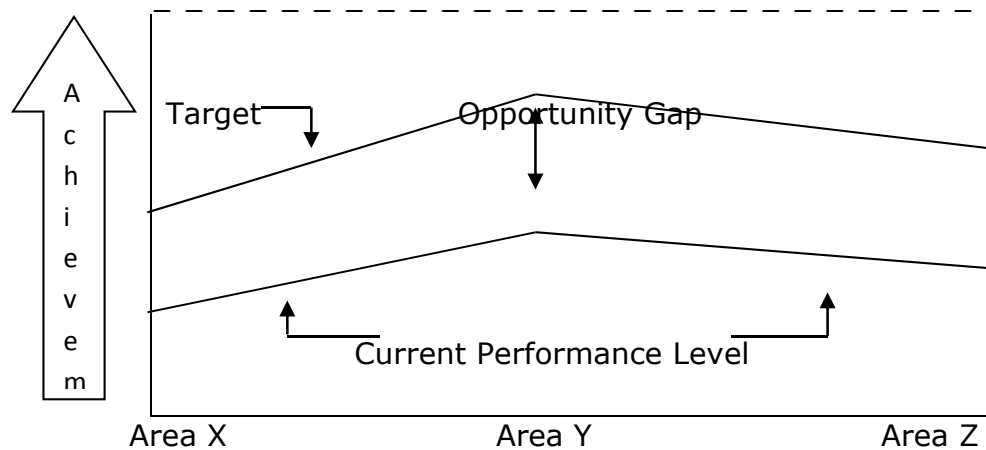 A
c
h
i
e
v
e
m
Target
Opportunity Gap
Current Performance Level
Area X
Area Y
Area Z